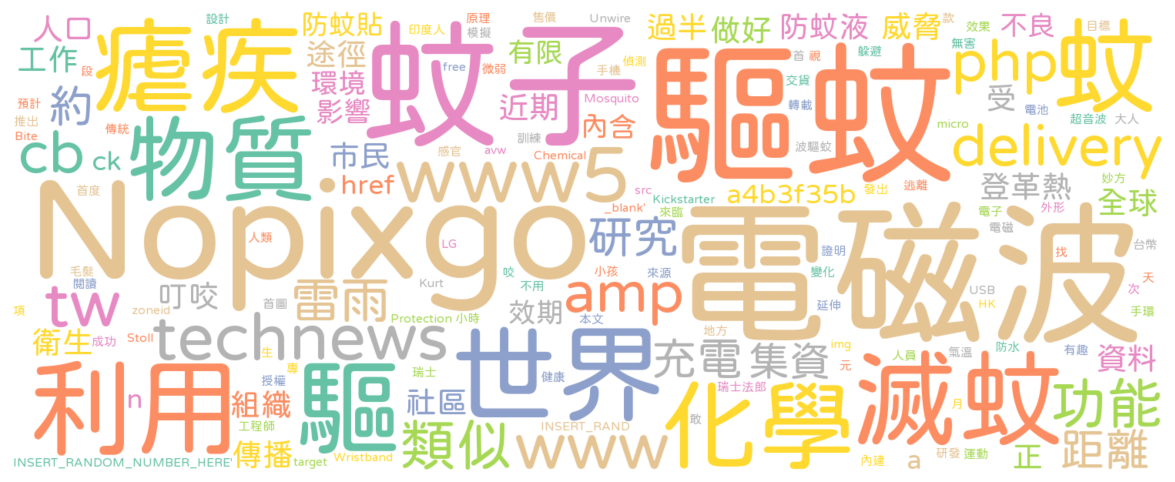 人口 設計 防蚊貼 印度人 原理 模擬 售價 Unwire 過半 做好 防蚊液 威脅 款 效果 不良
工作 瘧疾 途徑 蚊子 有限 free 微弱 手機 偵測 驅蚊 首 視 躲避 無害 目標 php 蚊
預計 段 約 環境 影響 近期 Mosquito 內含 交貨 轉載 受 電池 超音波 大人
推出 Bite 傳統 物質 感官 avw 訓練 Chemical 波驅蚊 micro delivery
cb ck 市民 www5 href src _blank' Kickstarter a4b3f35b 發出 逃離 登革熱 妙方 全球
首度 Nopixgo 來臨 研究 電磁波 電子 電磁 外形
人類 LG 咬 小孩 來源 證明 變化 找 台幣
毛髮 閱讀 叮咬 Kurt 不用 amp USB HK 天 次
項 tw zoneid 首圖 雷雨 Protection 小時 效期 本文 延伸 手環
衛生 成功 Stoll technews 世界 地方 img 人員 氣溫 防水 有趣
利用 生 專 授權 驅 瑞士 健康 充電 集資 元 滅蚊 資料
n 組織 工程師 社區 瑞士法郎 化學 月 功能
INSERT_RANDOM_NUMBER_HERE' 傳播 target Wristband 類似 INSERT_RAND www 敢 內建 a 研發 運動 正 距離